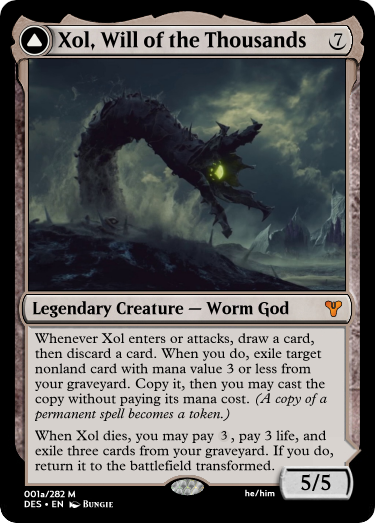 Xol, Will of the Thousands 7
Legendary Creature — Worm God
Whenever Xol enters or attacks, draw a card,
then discard a card. When you do, exile target
nonland card with mana value 3 or less from
your graveyard. Copy it, then you may cast the
copy without paying its mana cost. (A copy of
a permanent spell becomes a token.)
When Xol dies, you may pay 3, pay 3 life, and
exile three cards from your graveyard. If you do,
return it to the battlefield transformed.
5/5
001a/282 M
he/him
DES • EN Bungie